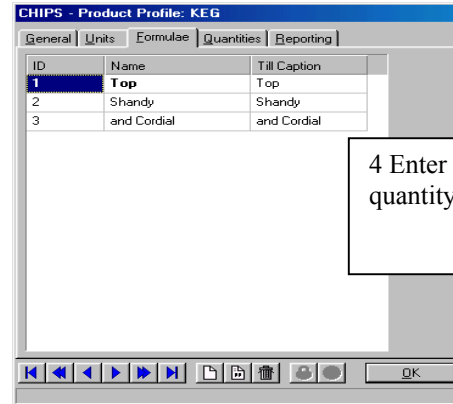 CHIPS - Product Profile: KEG
General Units Formulae Quantities Reporting
ID Name Till Caption
1 Top Top
2 Shandy Shandy
3 and Cordial and Cordial
4 Enter
quantity
OK